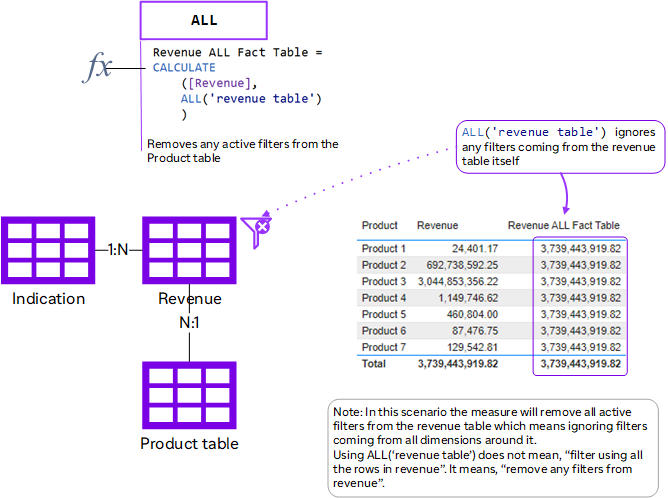 ALL
fx
Revenue ALL Fact Table =
CALCULATE
([Revenue],
ALL('revenue table')
)
Removes any active filters from the
Product table
ALL('revenue table') ignores
any filters coming from the revenue
table itself
Indication
1:N
Revenue
N:1
Product table
Product Revenue Revenue ALL Fact Table
Product 1 24,401.17 3,739,443,919.82
Product 2 692,738,592.25 3,739,443,919.82
Product 3 3,044,853,356.22 3,739,443,919.82
Product 4 1,149,746.62 3,739,443,919.82
Product 5 460,804.00 3,739,443,919.82
Product 6 87,476.75 3,739,443,919.82
Product 7 129,542.81 3,739,443,919.82
Total 3,739,443,919.82 3,739,443,919.82
Note: In this scenario the measure will remove all active
filters from the revenue table which means ignoring filters
coming from all dimensions around it.
Using ALL(‘revenue table’) does not mean, “filter using all
the rows in revenue”. It means, “remove any filters from
revenue”.